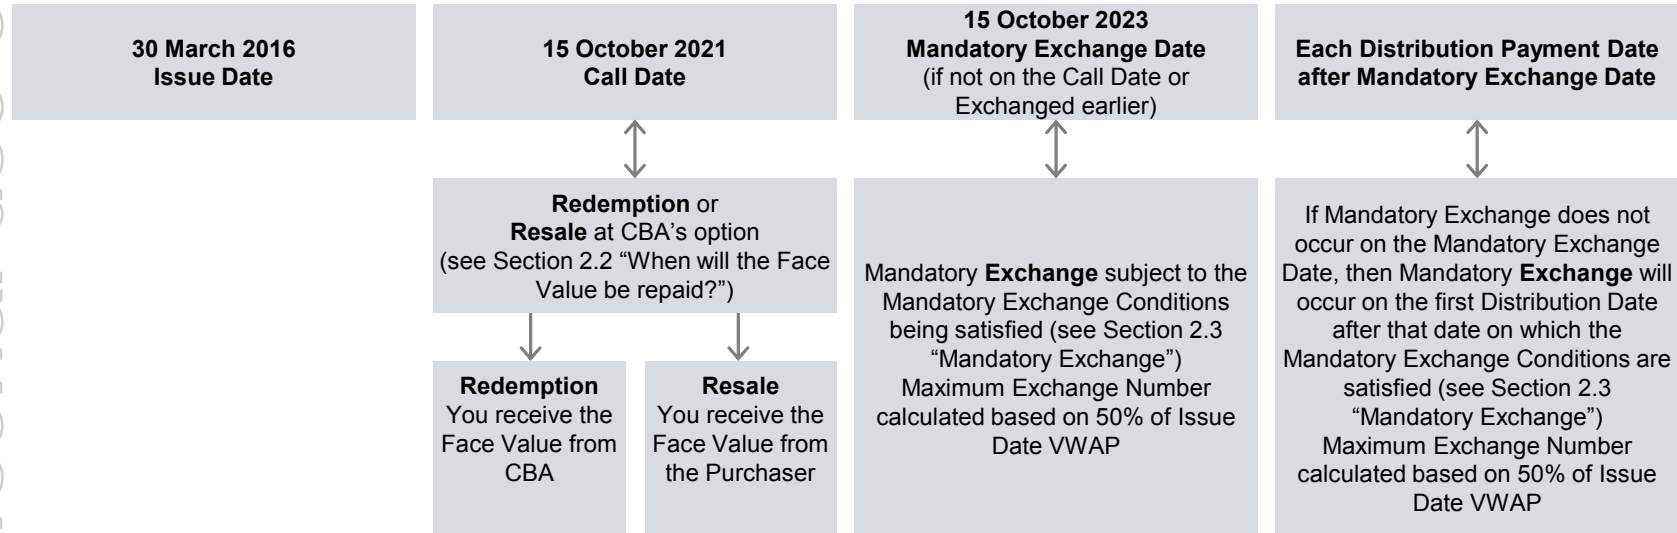 30 March 2016
Issue Date
15 October 2021
Call Date
15 October 2023
Mandatory Exchange Date
(if not on the Call Date or
Exchanged earlier)
Each Distribution Payment Date
after Mandatory Exchange Date
Redemption or
Resale at CBA's option
(see Section 2.2 “When will the Face
Value be repaid?”)
Redemption
You receive the
Face Value from
CBA
Resale
You receive the
Face Value from
the Purchaser
Mandatory Exchange subject to the
Mandatory Exchange Conditions
being satisfied (see Section 2.3
“Mandatory Exchange”)
Maximum Exchange Number
calculated based on 50% of Issue
Date VWAP
If Mandatory Exchange does not
occur on the Mandatory Exchange
Date, then Mandatory Exchange will
occur on the first Distribution Date
after that date on which the
Mandatory Exchange Conditions are
satisfied (see Section 2.3
“Mandatory Exchange”)
Maximum Exchange Number
calculated based on 50% of Issue
Date VWAP